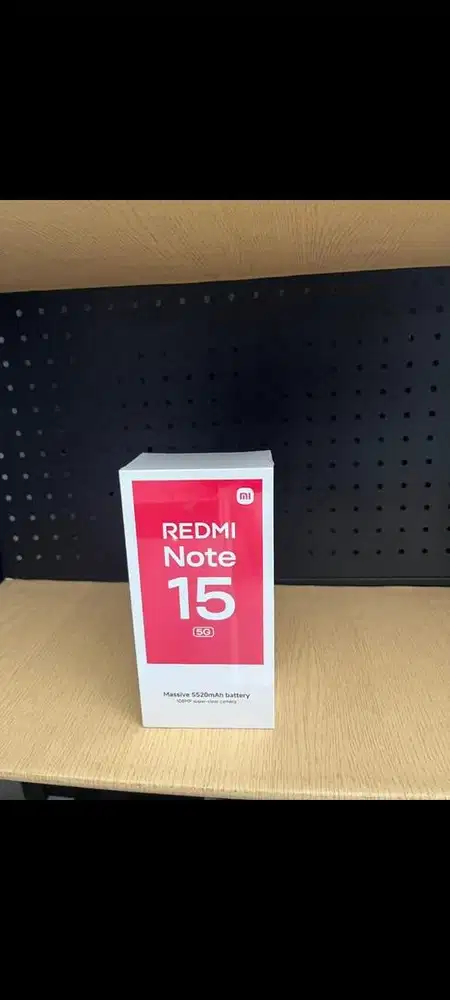 mi
REDMI
Note
15
5G
Massive 5520mAh battery
108MP super-clear camera